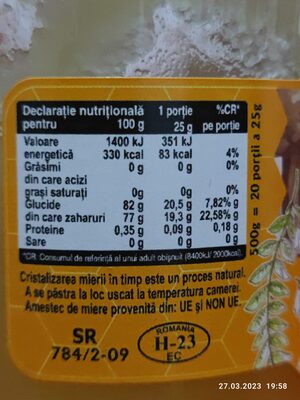 Declarație nutrițională 1 porție %CR*
pentru 100 g 25 g pe porție
Valoare 1400 kJ 351 kJ
energetică 330 kcal 83 kcal 4%
Grăsimi 0 g 0 g 0%
din care acizi
grași saturați 0g 0g 0%
Glucide 82 g 20,5 g 7,82% g
din care zaharuri 77 g 19,3 g 22,58% g
Proteine 0,35 g 0,09 g 0,18 g
Sare 0 g 0 g 0 g
*CR: Consumul de referință al unui adult obișnuit (8400kJ/ 2000kcal).
500g = 20 porții a 25g
Cristalizarea mierii în timp este un proces natural.
A se păstra la loc uscat la temperatura camerei.
Amestec de miere provenită din: UE și NON UE.
SR
784/2-09
ROMANIA
H-23
EC
27.03.2023 19:58